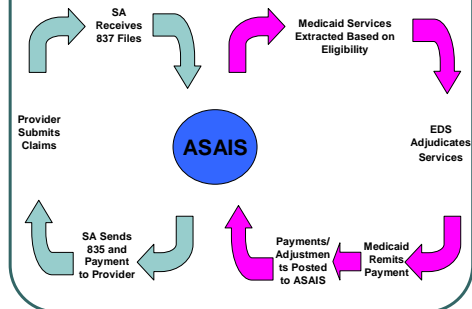 SA
Receives
837 Files
Medicaid Services
Extracted Based on
Eligibility
Provider
Submits
Claims
ASAIS
EDS
Adjudicates
Services
SA Sends
835 and
Payment
to Provider
Payments/
Adjustmen
ts Posted
to ASAIS
Medicaid
Remits
Payment